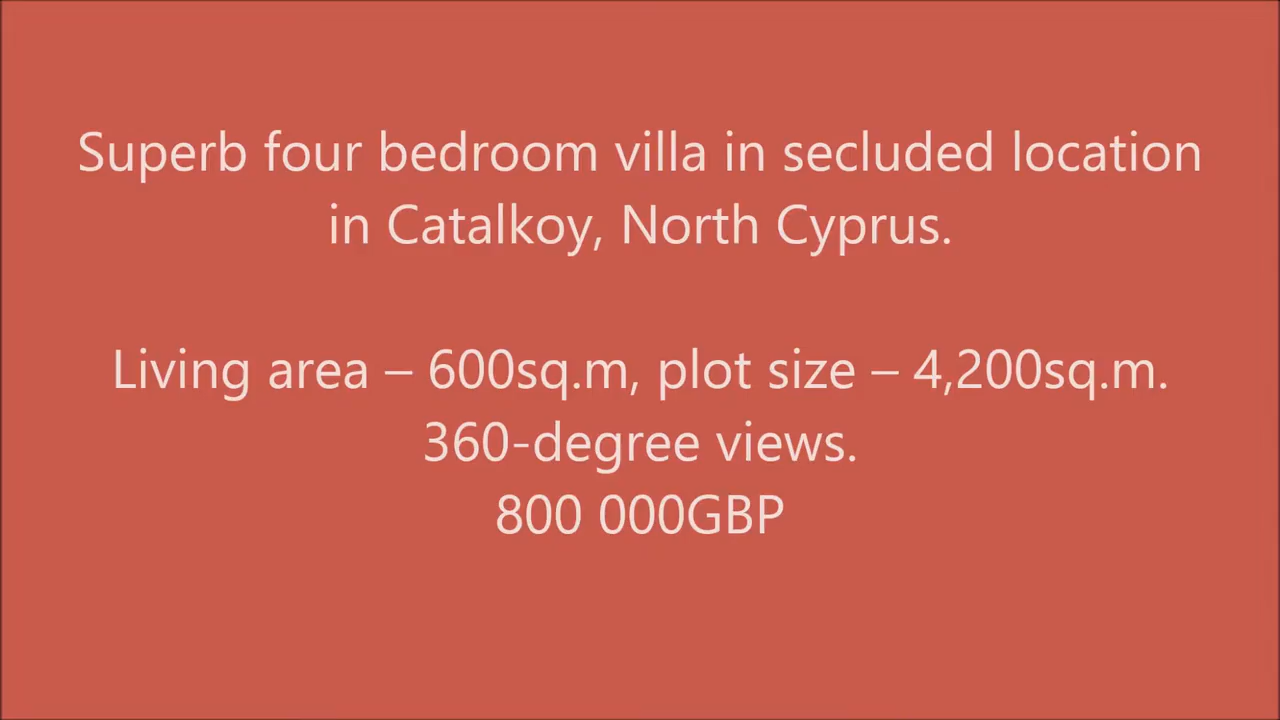 Superb four bedroom villa in secluded location
in Catalkoy, North Cyprus.
Living area – 600sq.m, plot size – 4,200sq.m.
360-degree views.
800 000GBP